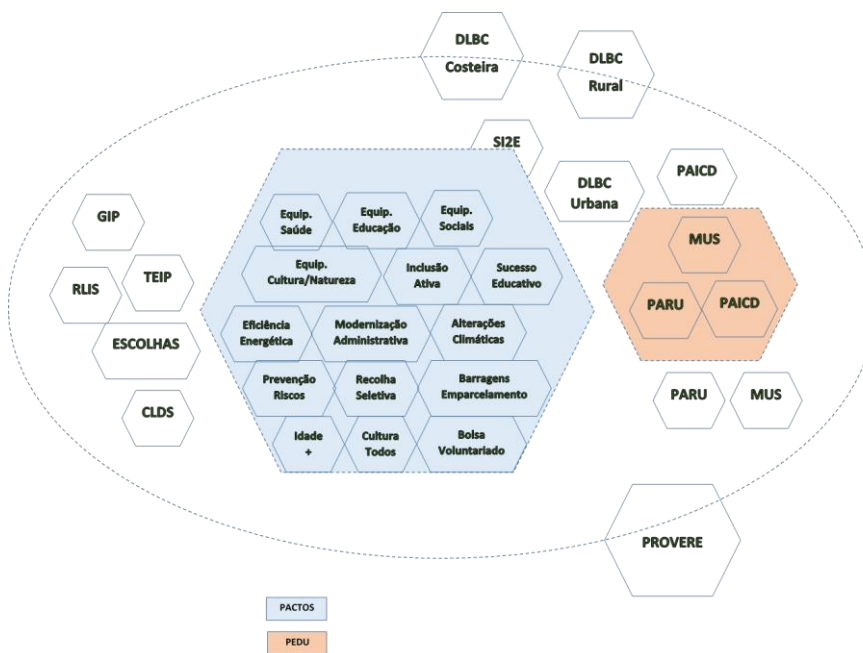 DLBC
Costeira
DLBC
Rural
SI2E
DLBC
Urbana
PAICD
GIP
Equip.
Saúde
Equip.
Educação
Equip.
Sociais
MUS
RLIS
TEIP
Equip.
Cultura/Natureza
Inclusão
Ativa
Sucesso
Educativo
PARU
PAICD
ESCOLHAS
Eficiência
Energética
Modernização
Administrativa
Alterações
Climáticas
Prevenção
Riscos
Recolha
Seletiva
Barragens
Emparcelamento
PARU
MUS
CLDS
Idade
+
Cultura
Todos
Bolsa
Voluntariado
PROVERE
PACTOS
PEDU